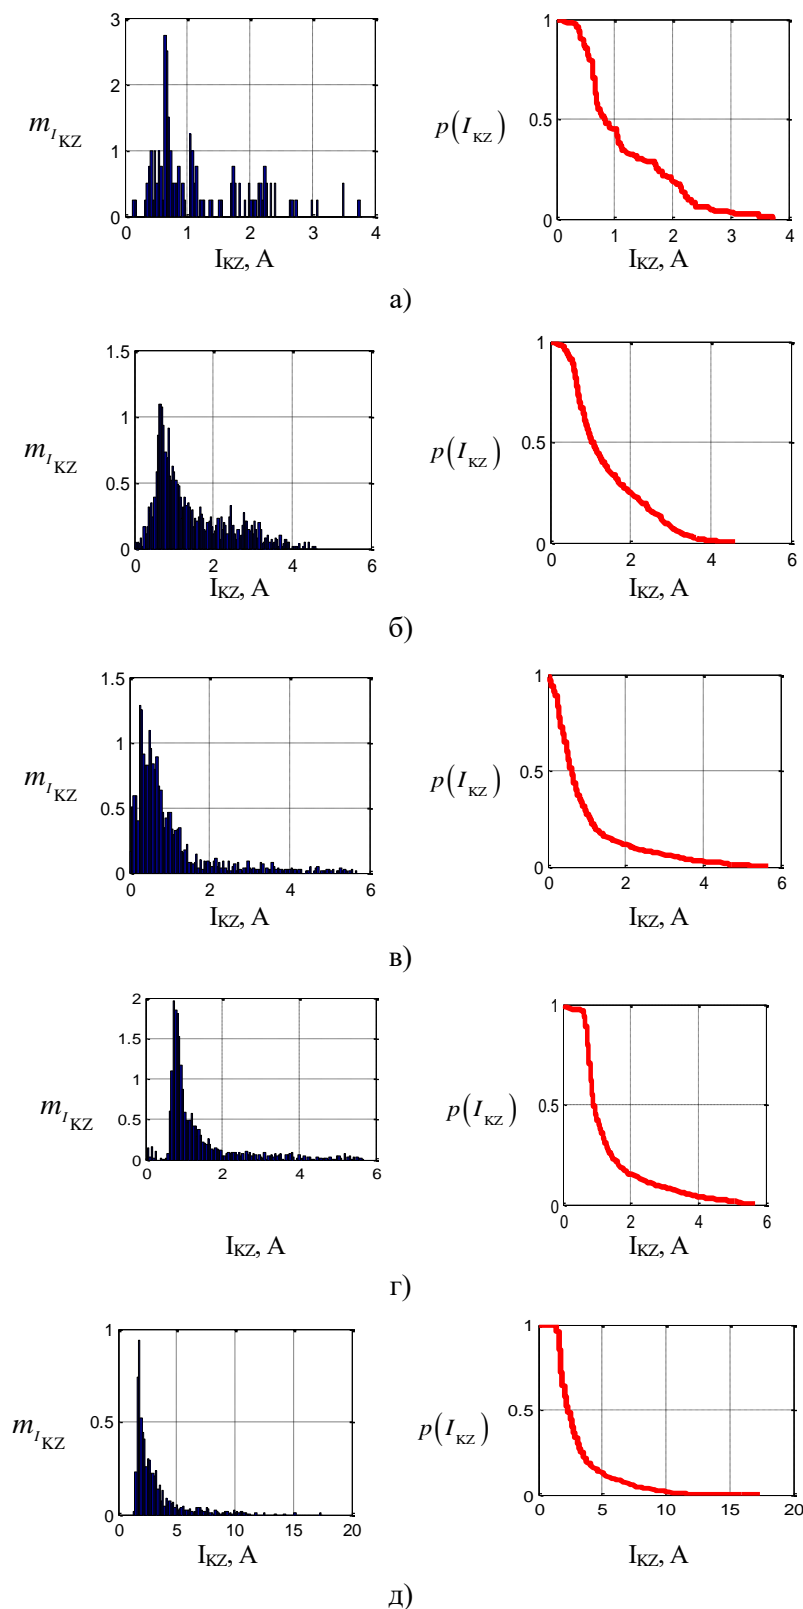 3
2
1
0
m_{I_{KZ}}
0 1 2 3 4
I_{KZ}, A
1
0.5
0
p(I_{KZ})
0 1 2 3 4
I_{KZ}, A
а)
1.5
1
0.5
0
m_{I_{KZ}}
0 2 4 6
I_{KZ}, A
1
0.5
0
p(I_{KZ})
0 2 4 6
I_{KZ}, A
б)
1.5
1
0.5
0
m_{I_{KZ}}
0 2 4 6
I_{KZ}, A
1
0.5
0
p(I_{KZ})
0 2 4 6
I_{KZ}, A
в)
2
1.5
1
0.5
0
m_{I_{KZ}}
0 2 4 6
I_{KZ}, A
1
0.5
0
p(I_{KZ})
0 2 4 6
I_{KZ}, A
г)
1
0.5
0
m_{I_{KZ}}
0 5 10 15 20
I_{KZ}, A
1
0.5
0
p(I_{KZ})
0 5 10 15 20
I_{KZ}, A
д)